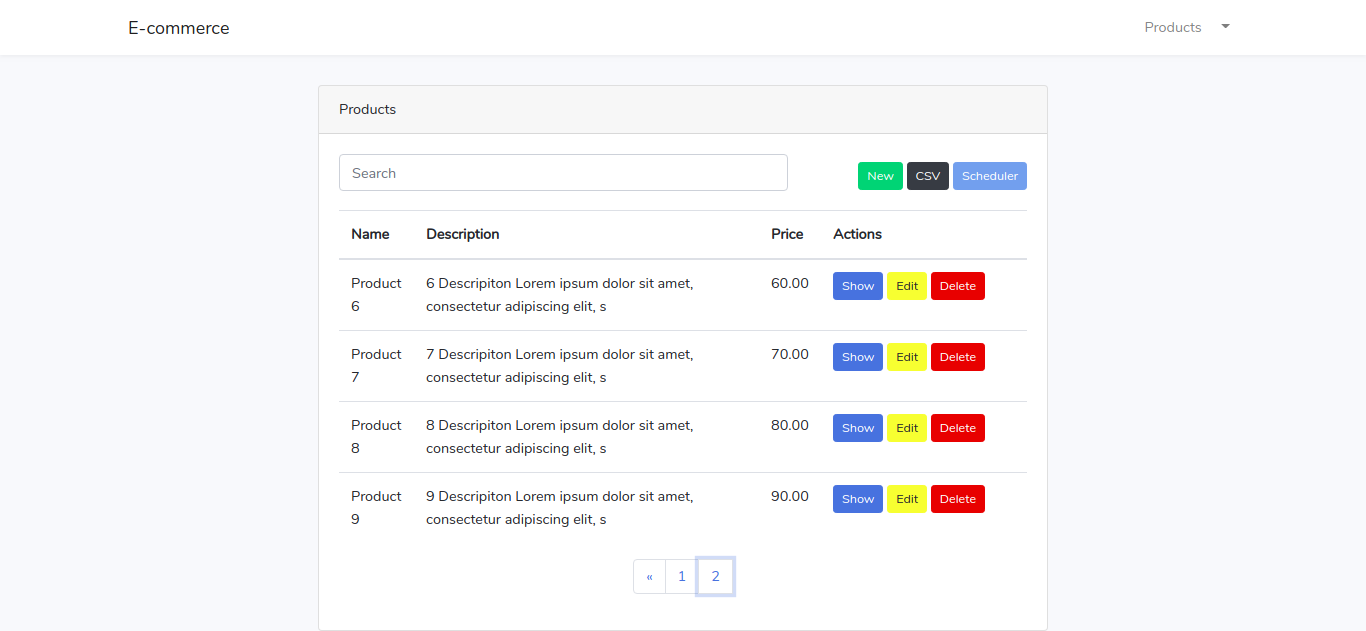 E-commerce Products
Products
Search New CSV Scheduler
Name Description Price Actions
Product 6 Descripiton Lorem ipsum dolor sit amet, 60.00 Show Edit Delete
6 consectetur adipiscing elit, s
Product 7 Descripiton Lorem ipsum dolor sit amet, 70.00 Show Edit Delete
7 consectetur adipiscing elit, s
Product 8 Descripiton Lorem ipsum dolor sit amet, 80.00 Show Edit Delete
8 consectetur adipiscing elit, s
Product 9 Descripiton Lorem ipsum dolor sit amet, 90.00 Show Edit Delete
9 consectetur adipiscing elit, s
« 1 2